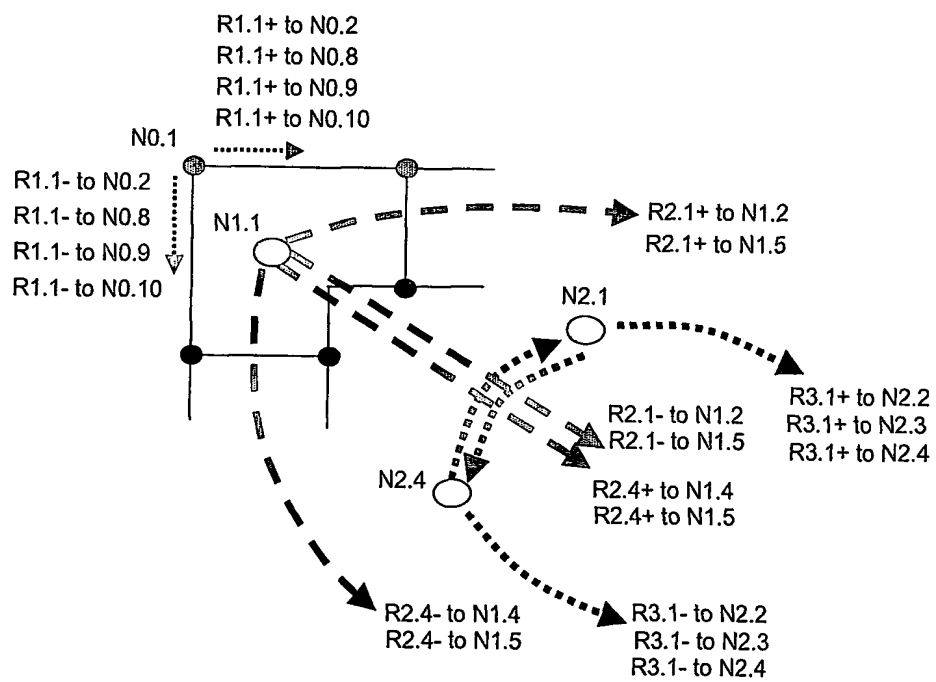 R1.1+ to N0.2
R1.1+ to N0.8
R1.1+ to N0.9
R1.1+ to N0.10
N0.1
R1.1- to N0.2
R1.1- to N0.8
R1.1- to N0.9
R1.1- to N0.10
N1.1
R2.1+ to N1.2
R2.1+ to N1.5
N2.1
R3.1+ to N2.2
R3.1+ to N2.3
R3.1+ to N2.4
R2.1- to N1.2
R2.1- to N1.5
N2.4
R2.4+ to N1.4
R2.4+ to N1.5
R2.4- to N1.4
R2.4- to N1.5
R3.1- to N2.2
R3.1- to N2.3
R3.1- to N2.4